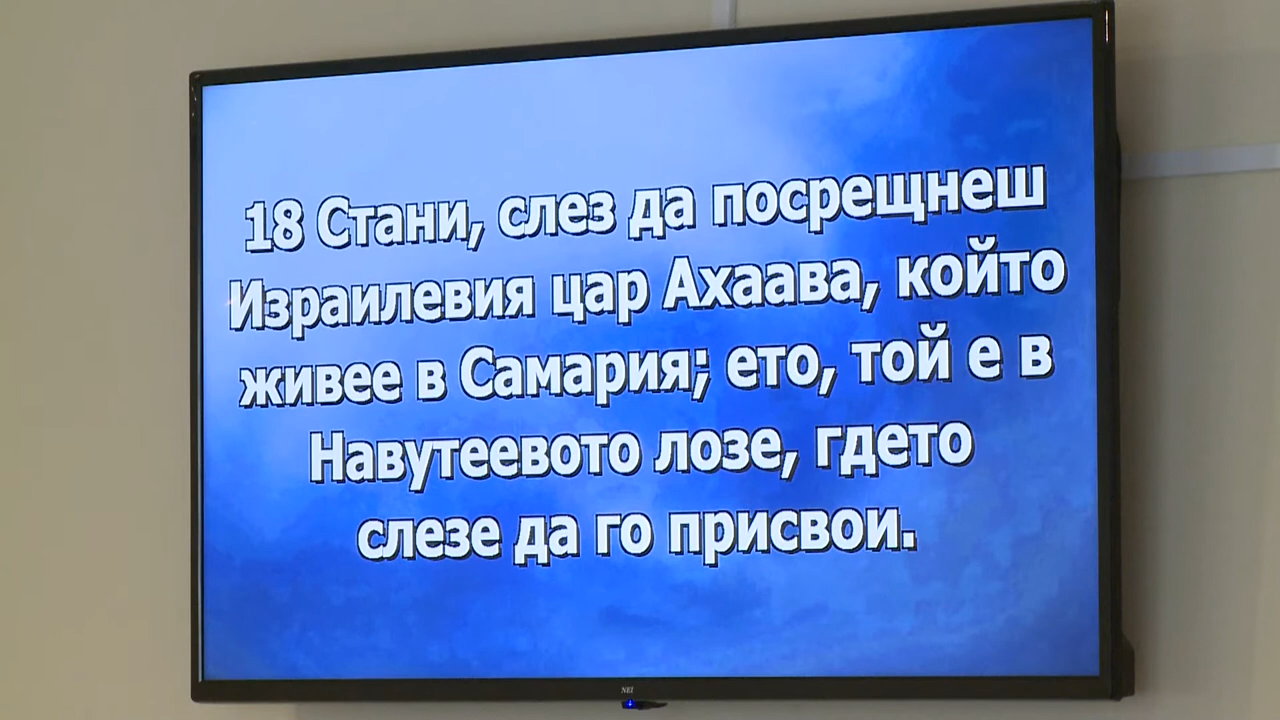 18 Стани, слез да посрещнеш
Израилевия цар Ахаава, който
живее в Самария; ето, той е в
Навутеевото лозе, гдето
слезе да го присвои.
NEI